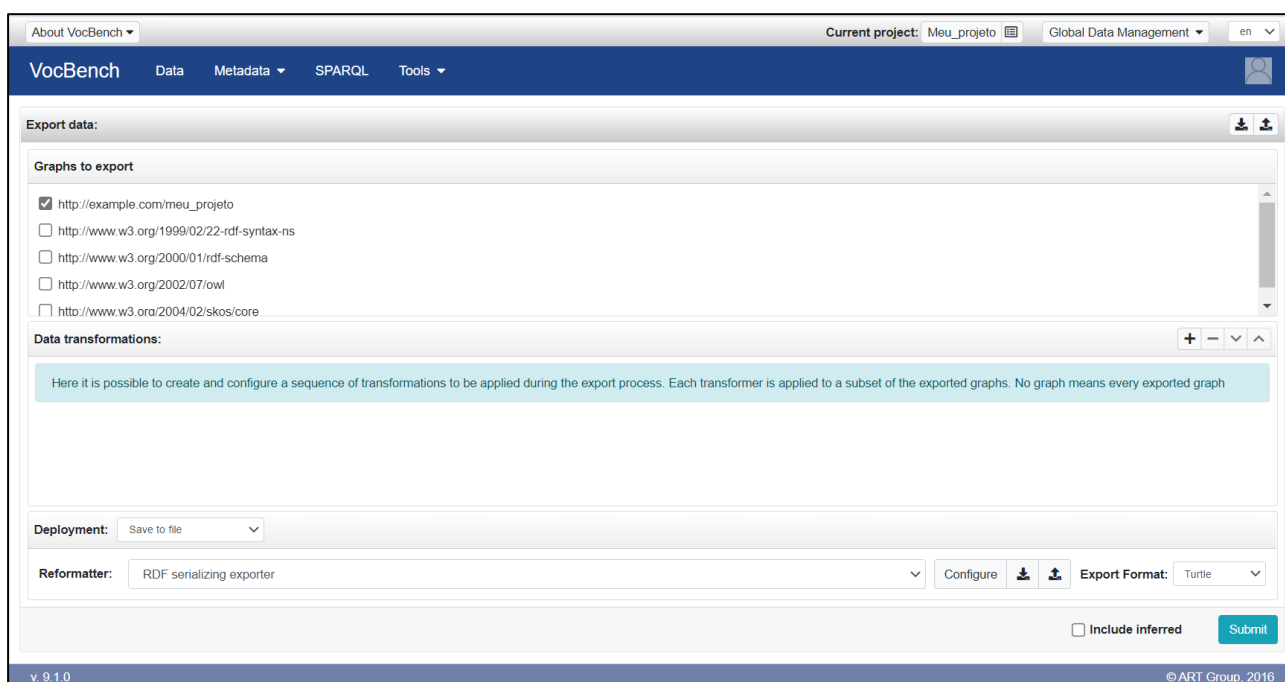 About VocBench Current project: Meu_projeto Global Data Management en
VocBench Data Metadata SPARQL Tools
Export data:
Graphs to export
http://example.com/meu_projeto
http://www.w3.org/1999/02/22-rdf-syntax-ns
http://www.w3.org/2000/01/rdf-schema
http://www.w3.org/2002/07/owl
http://www.w3.org/2004/02/skos/core
Data transformations:
Here it is possible to create and configure a sequence of transformations to be applied during the export process. Each transformer is applied to a subset of the exported graphs. No graph means every exported graph
Deployment: Save to file
Reformatter: RDF serializing exporter Configure Export Format: Turtle
Include inferred Submit
v. 9.1.0 © ART Group, 2016